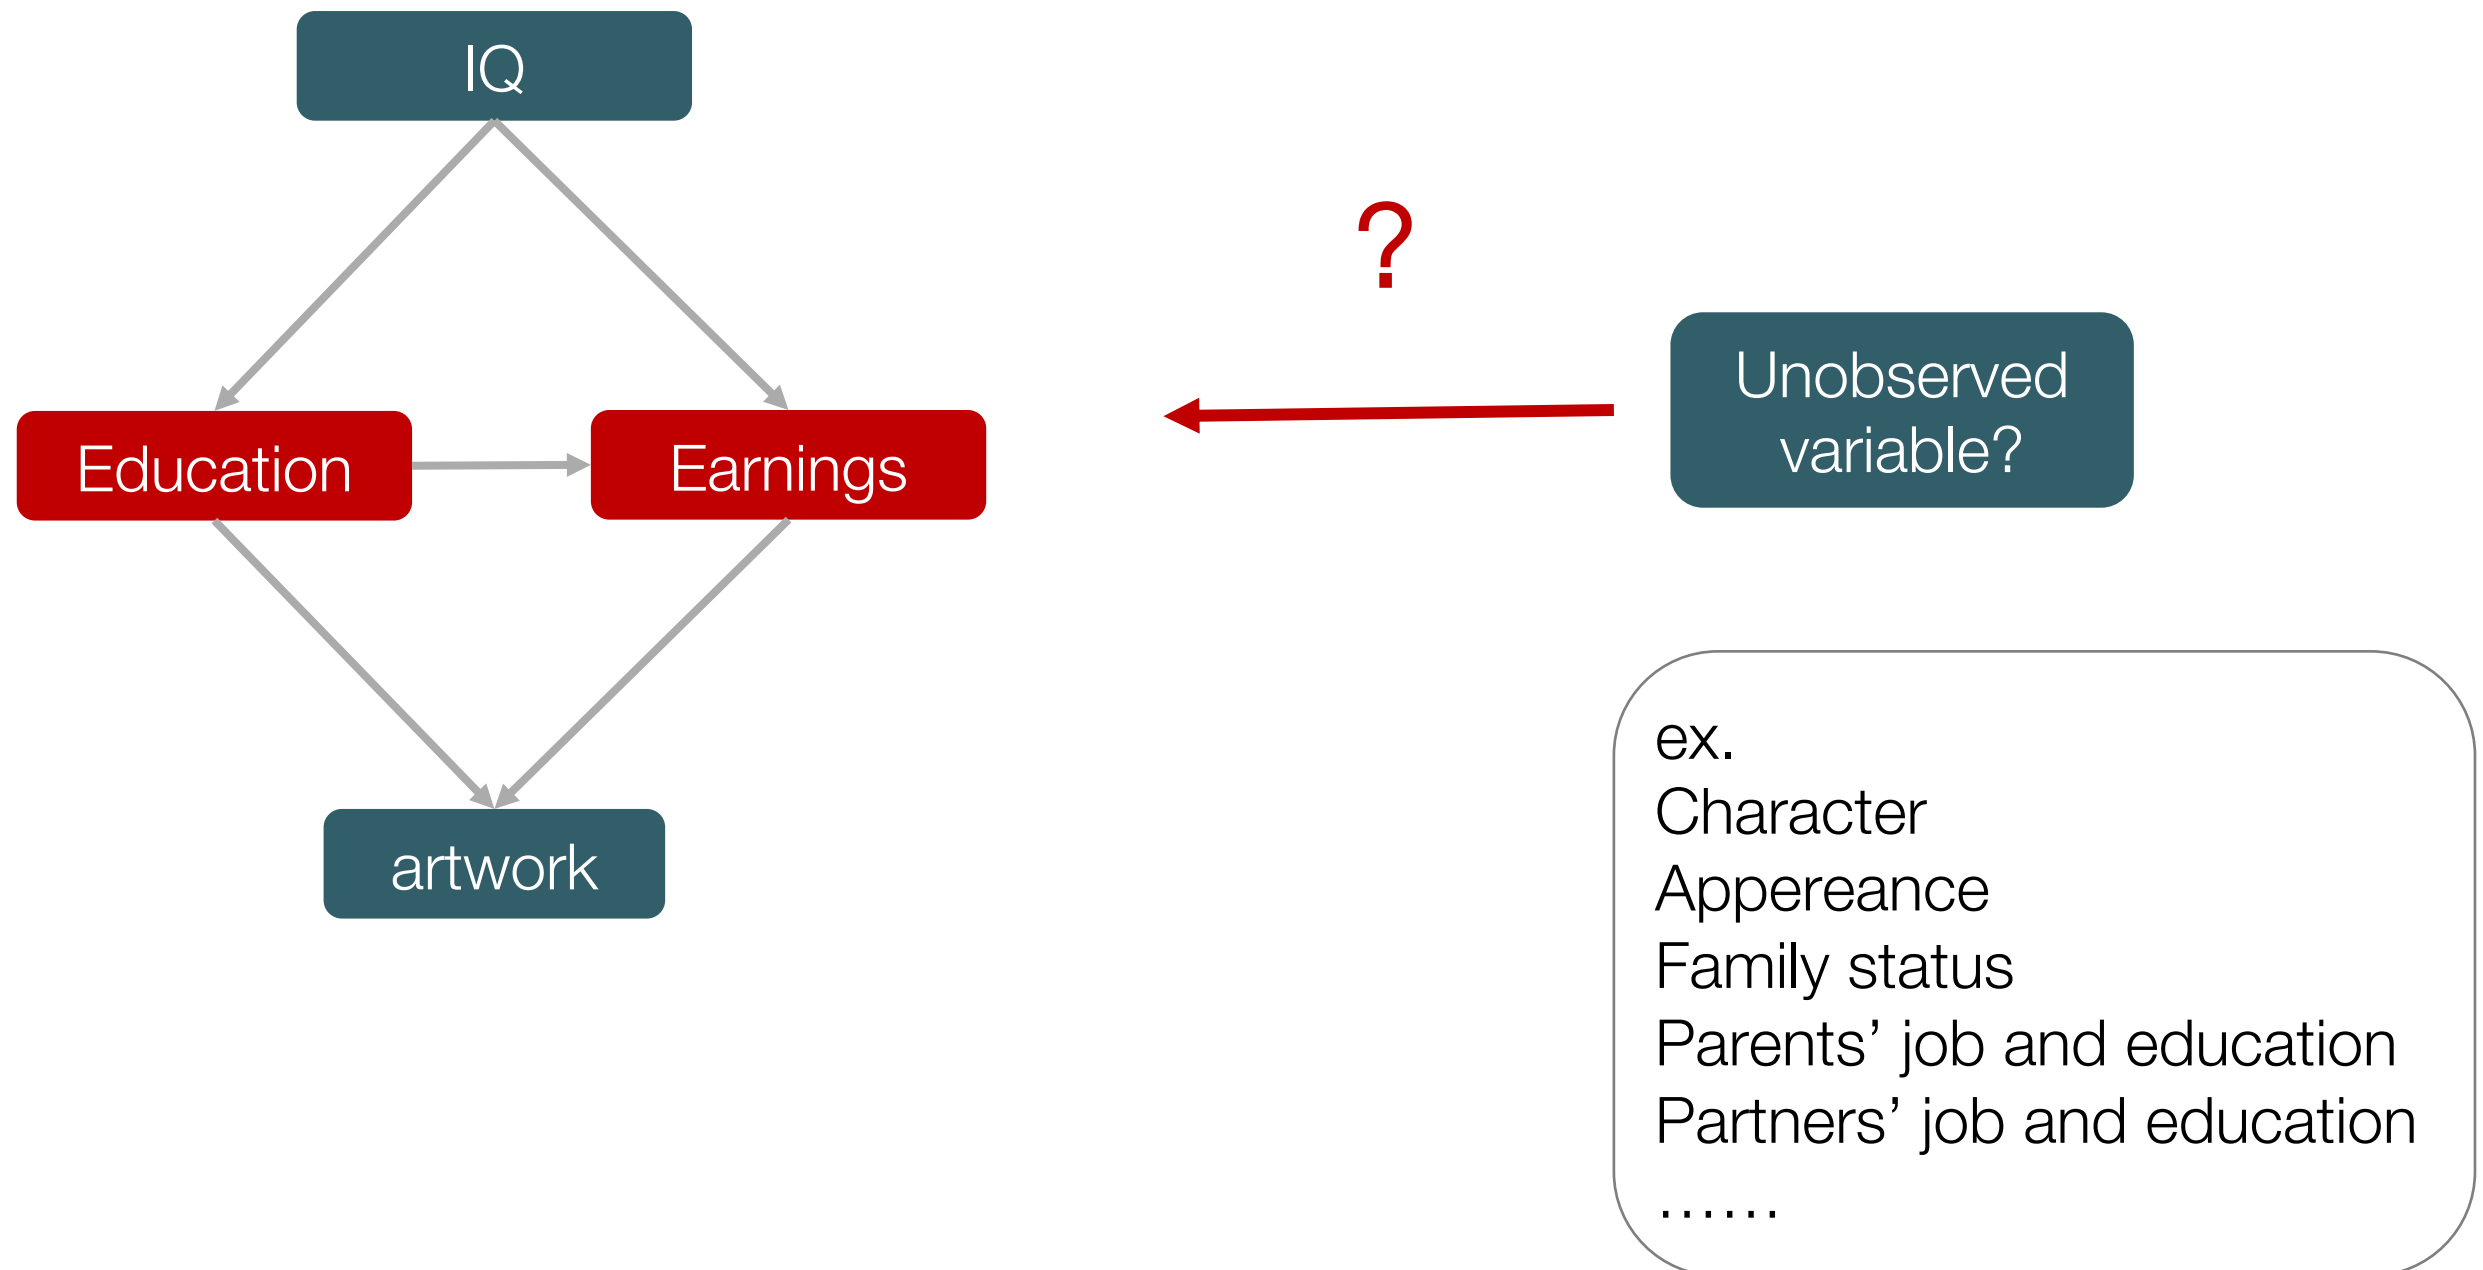 IQ
?
Unobserved
variable?
Education
Earnings
artwork
ex.
Character
Appereance
Family status
Parents’ job and education
Partners’ job and education
......